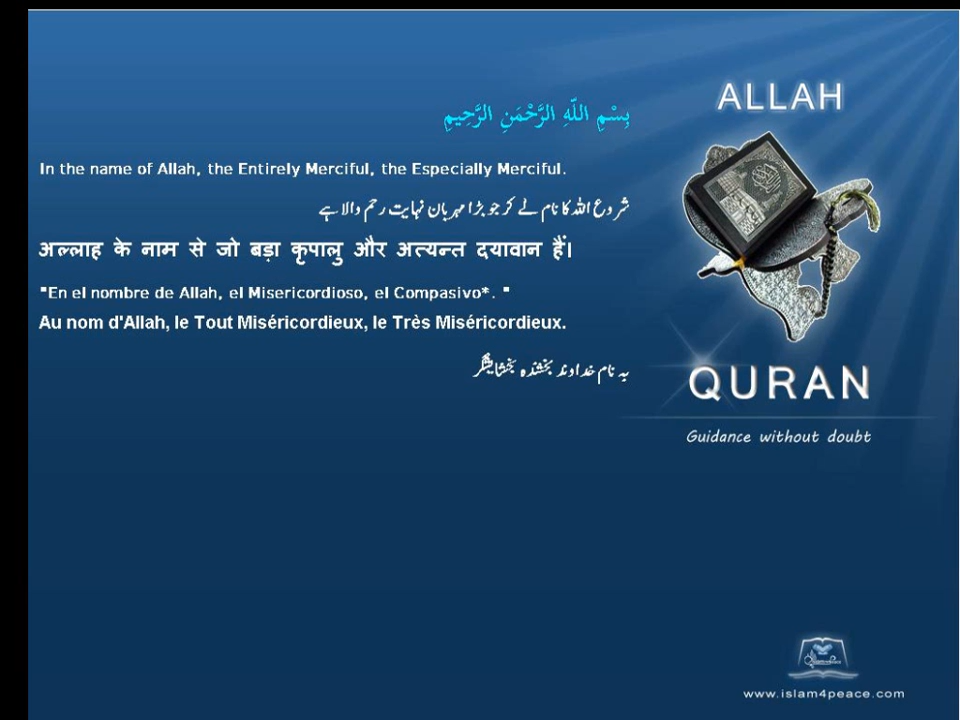 بِسْمِ اللّهِ الرَّحْمَنِ الرَّحِيمِ
In the name of Allah, the Entirely Merciful, the Especially Merciful.
شروع الله کا نام لے کر جو بڑا مہربان نہایت رحم والا ہے
अल्लाह के नाम से जो बड़ा कृपालु और अत्यन्त दयावान हैं।
"En el nombre de Allah, el Misericordioso, el Compasivo*. "
Au nom d'Allah, le Tout Miséricordieux, le Très Miséricordieux.
به نام خداوند بخشنده بخشایشگر
ALLAH
QURAN
Guidance without doubt
www.islam4peace.com